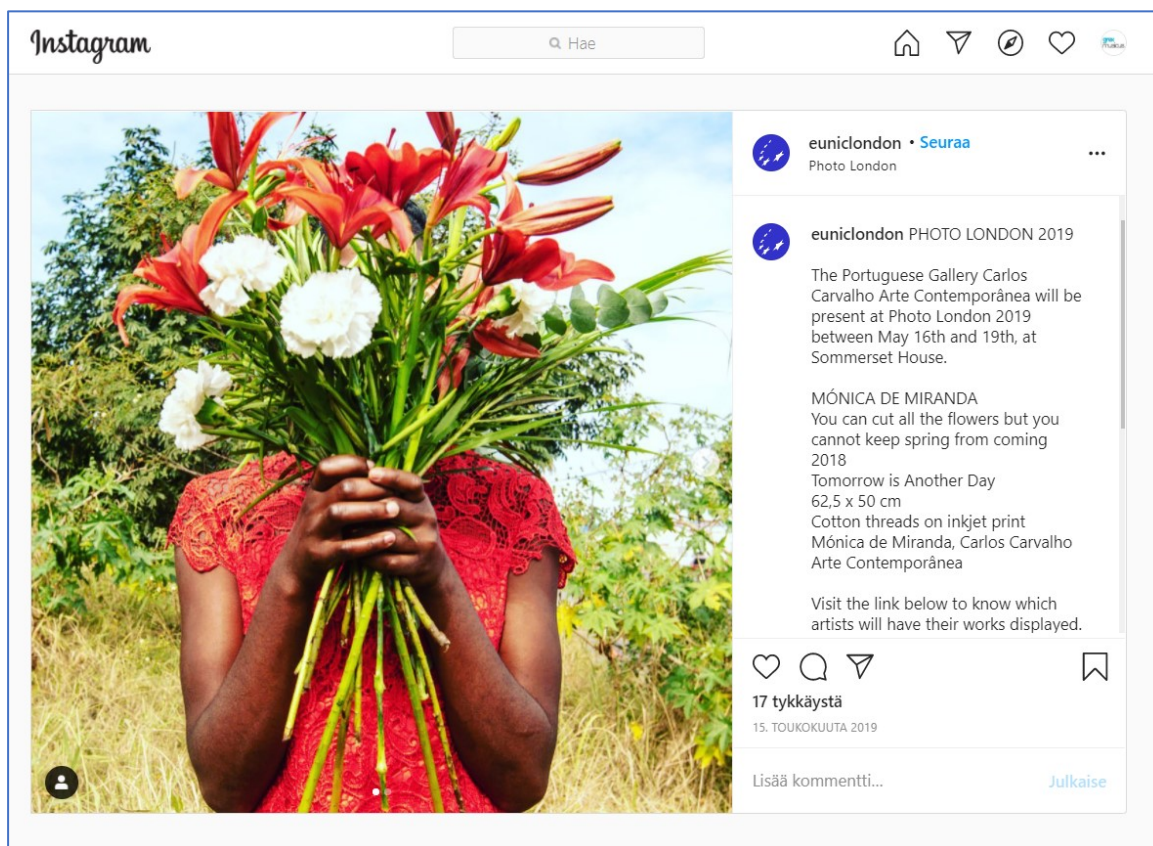 Instagram
Hae
euniclondon • Seuraa
Photo London
euniclondon PHOTO LONDON 2019
The Portuguese Gallery Carlos
Carvalho Arte Contemporânea will be
present at Photo London 2019
between May 16th and 19th, at
Sommerset House.
MÓNICA DE MIRANDA
You can cut all the flowers but you
cannot keep spring from coming
2018
Tomorrow is Another Day
62,5 x 50 cm
Cotton threads on inkjet print
Mónica de Miranda, Carlos Carvalho
Arte Contemporânea
Visit the link below to know which
artists will have their works displayed.
17 tykkäystä
15. TOUKOKUUTA 2019
Lisää kommentti...
Julkaise